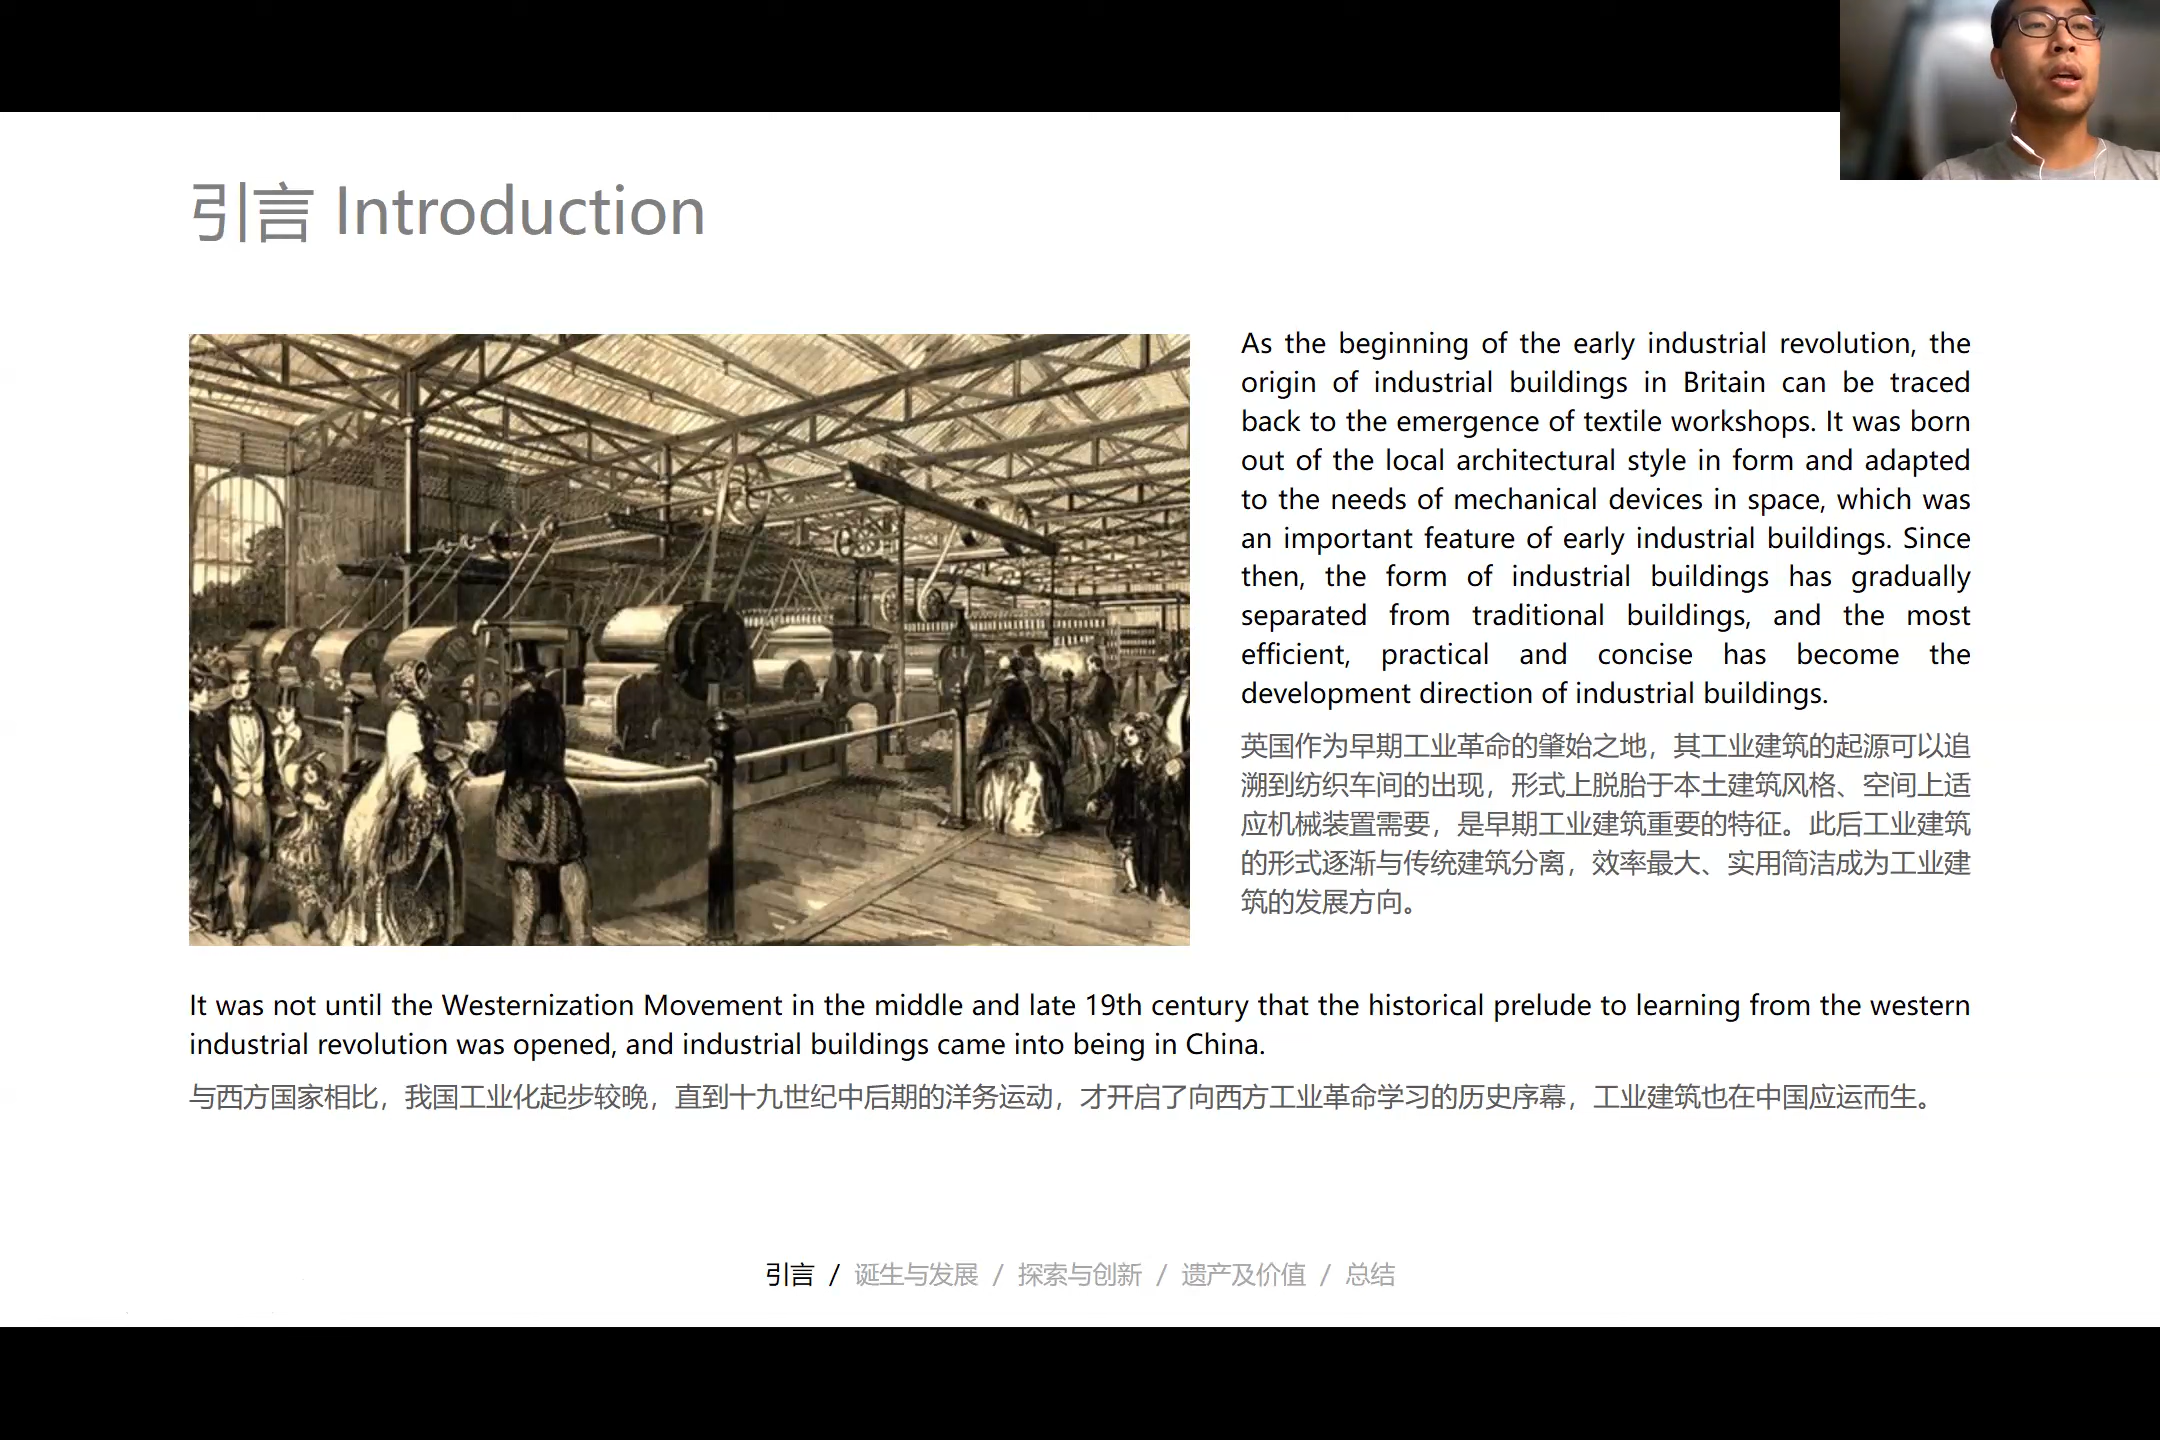 引言 Introduction
As the beginning of the early industrial revolution, the
origin of industrial buildings in Britain can be traced
back to the emergence of textile workshops. It was born
out of the local architectural style in form and adapted
to the needs of mechanical devices in space, which was
an important feature of early industrial buildings. Since
then, the form of industrial buildings has gradually
separated from traditional buildings, and the most
efficient, practical and concise has become the
development direction of industrial buildings.
英国作为早期工业革命的肇始之地，其工业建筑的起源可以追
溯到纺织车间的出现，形式上脱胎于本土建筑风格、空间上适
应机械装置需要，是早期工业建筑重要的特征。此后工业建筑
的形式逐渐与传统建筑分离，效率最大、实用简洁成为工业建
筑的发展方向。
It was not until the Westernization Movement in the middle and late 19th century that the historical prelude to learning from the western
industrial revolution was opened, and industrial buildings came into being in China.
与西方国家相比，我国工业化起步较晚，直到十九世纪中后期的洋务运动，才开启了向西方工业革命学习的历史序幕，工业建筑也在中国应运而生。
引言 / 诞生与发展 / 探索与创新 / 遗产及价值 / 总结